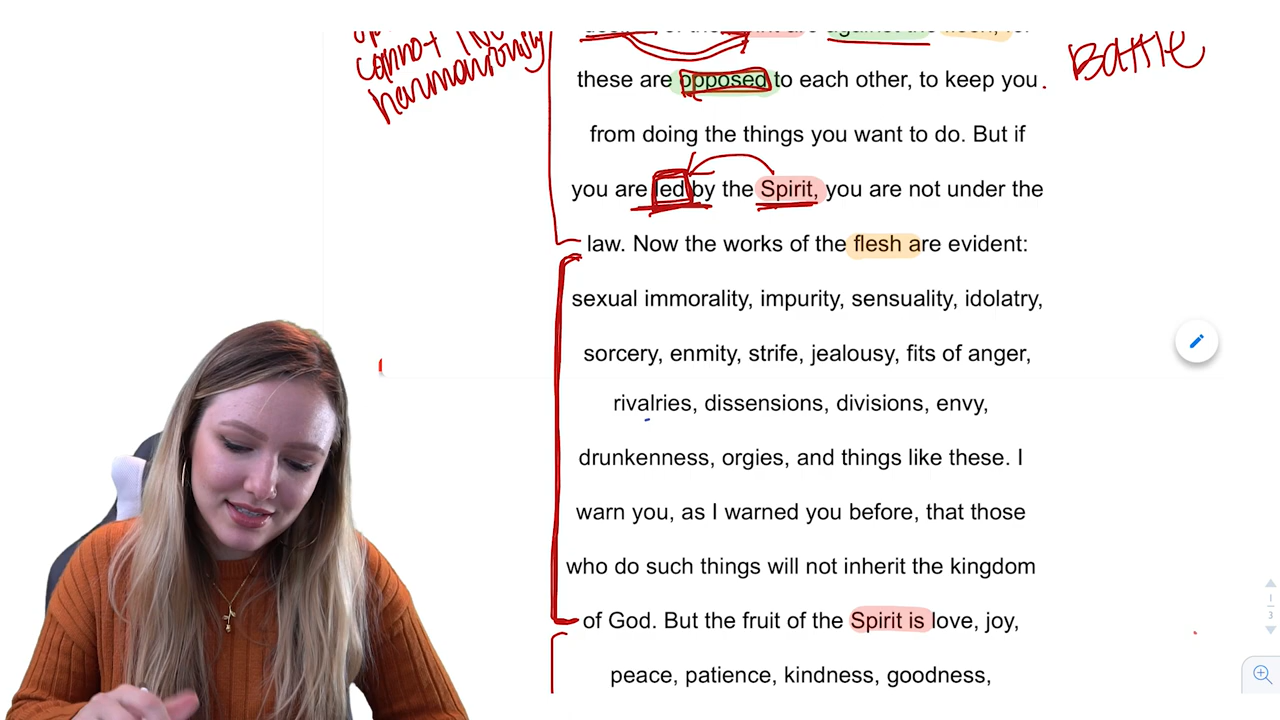 cannot
harmoniously
Battle
these are opposed to each other, to keep you
from doing the things you want to do. But if
you are led by the Spirit, you are not under the
law. Now the works of the flesh are evident:
sexual immorality, impurity, sensuality, idolatry,
sorcery, enmity, strife, jealousy, fits of anger,
rivalries, dissensions, divisions, envy,
drunkenness, orgies, and things like these. I
warn you, as I warned you before, that those
who do such things will not inherit the kingdom
of God. But the fruit of the Spirit is love, joy,
peace, patience, kindness, goodness,
1
3